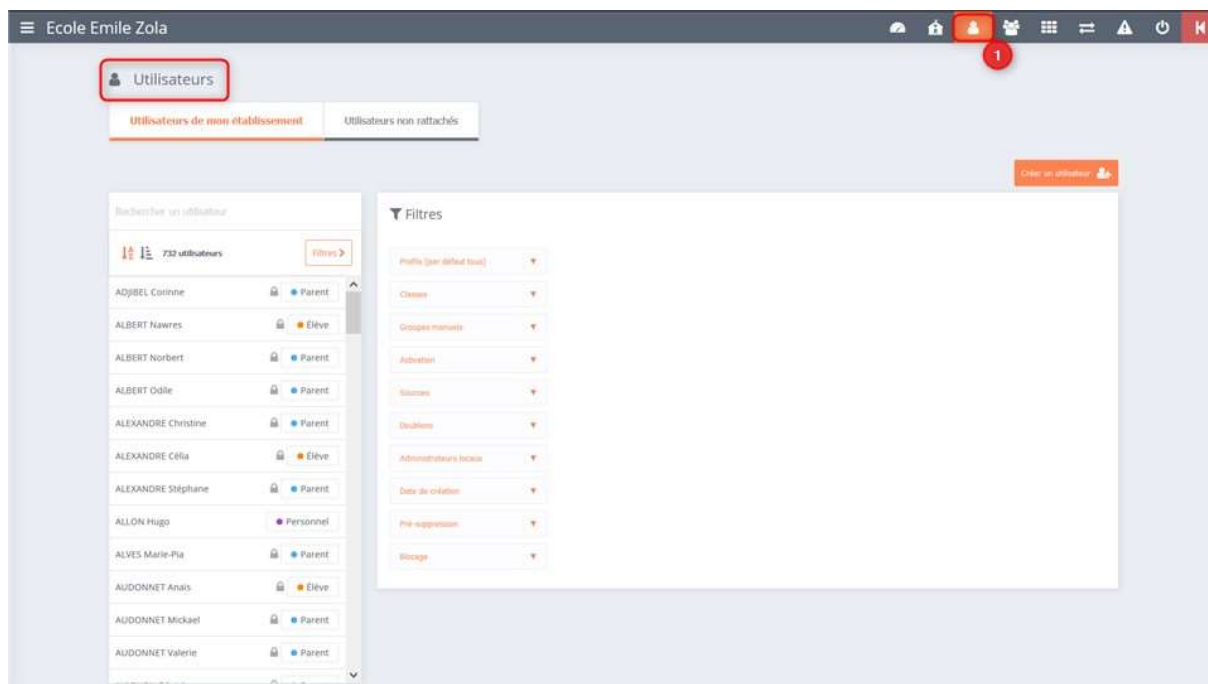 Ecole Emile Zola
1
Utilisateurs
Utilisateurs de mon établissement
Utilisateurs non rattachés
Créer un utilisateur
Rechercher un utilisateur
732 utilisateurs
Filtres
Filtres
ADJIBEL Corinne Parent
ALBERT Nawres Élève
ALBERT Norbert Parent
ALBERT Odile Parent
ALEXANDRE Christine Parent
ALEXANDRE Célia Élève
ALEXANDRE Stéphane Parent
ALLON Hugo Personnel
ALVES Marie-Pia Parent
AUDONNET Anaïs Élève
AUDONNET Mickael Parent
AUDONNET Valerie Parent
Profils (par défaut tous)
Classes
Groupes manuels
Activation
Sources
Doublons
Administrateurs locaux
Date de création
Pré-suppression
Blocage